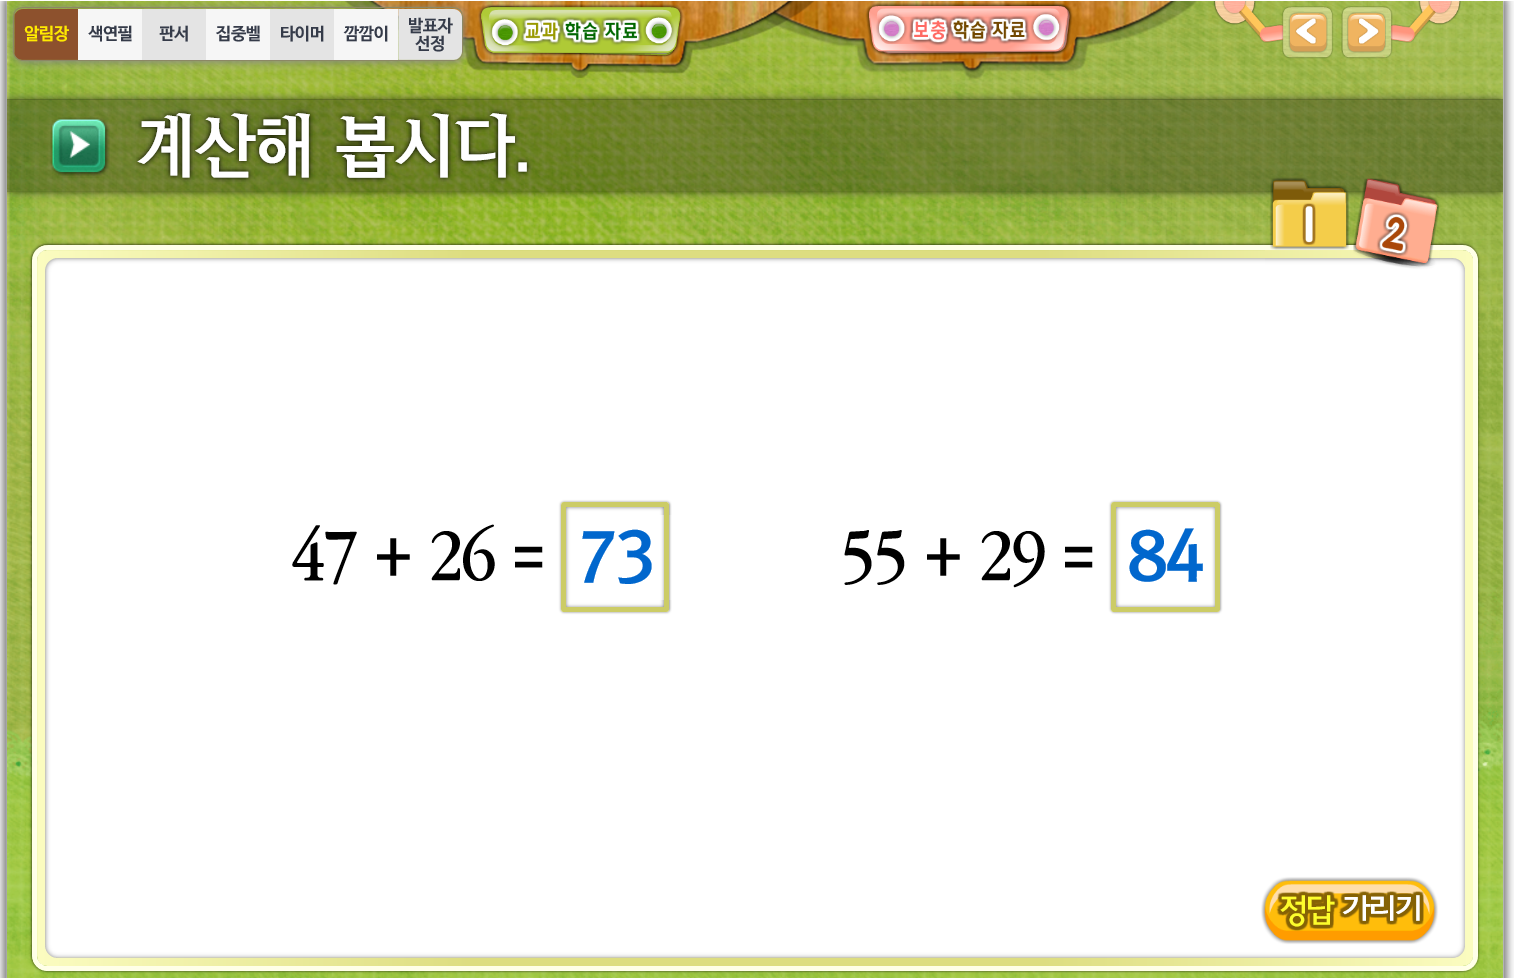 알림장 색연필 판서 집중벨 타이머 깜깜이 발표자 선정
교과 학습 자료
보충 학습 자료
계산해 봅시다.
1 2
47 + 26 = 73
55 + 29 = 84
정답 가리기